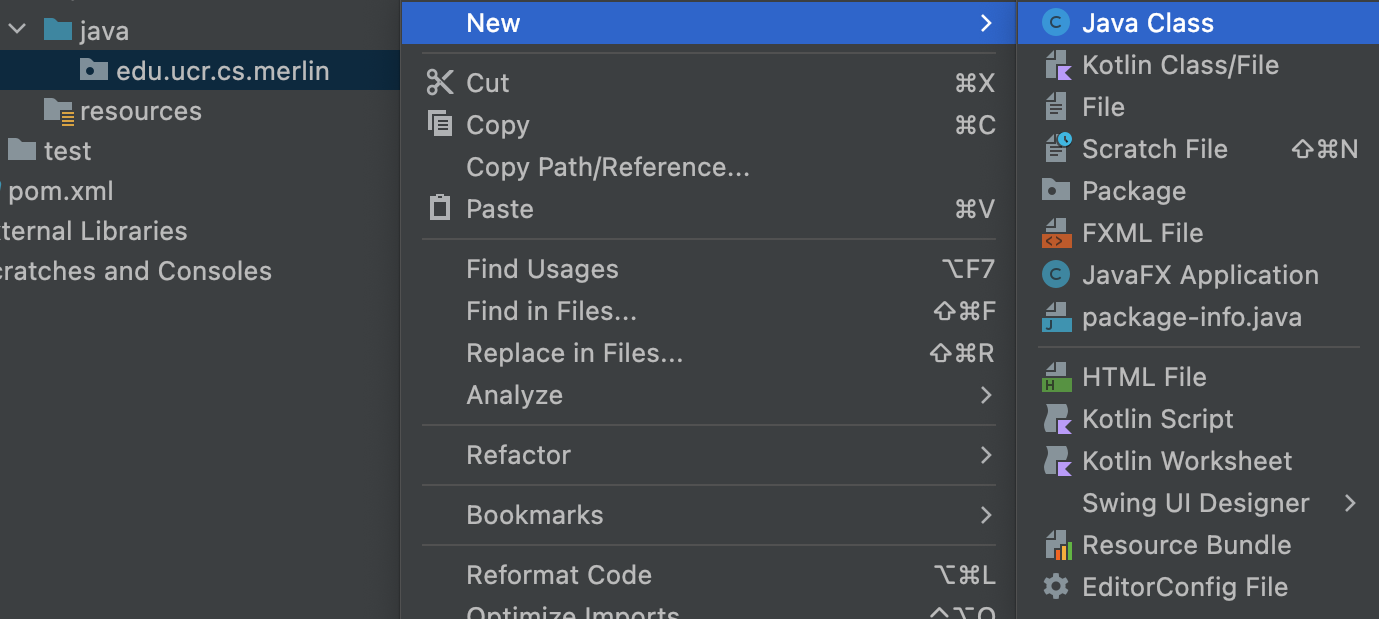 java
edu.ucr.cs.merlin
resources
test
pom.xml
ternal Libraries
cratches and Consoles
New
Cut ⌘X
Copy ⌘C
Copy Path/Reference...
Paste ⌘V
Find Usages ⌥F7
Find in Files... ⇧⌘F
Replace in Files... ⇧⌘R
Analyze
Refactor
Bookmarks
Reformat Code ⌥⌘L
Optimize Imports ^⌥O
Java Class
Kotlin Class/File
File
Scratch File ⇧⌘N
Package
FXML File
JavaFX Application
package-info.java
HTML File
Kotlin Script
Kotlin Worksheet
Swing UI Designer
Resource Bundle
EditorConfig File